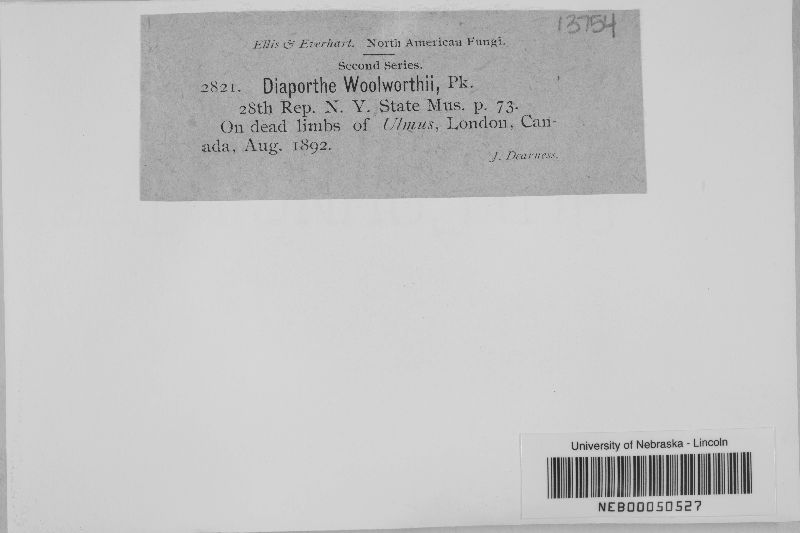 13754
Ellis & Everhart. North American Fungi.
Second Series.
2821. Diaporthe Woolworthii, Pk.
28th Rep. N. Y. State Mus. p. 73.
On dead limbs of Ulmus, London, Can-
ada, Aug. 1892.
J. Dearness.
University of Nebraska - Lincoln
NEB00050527